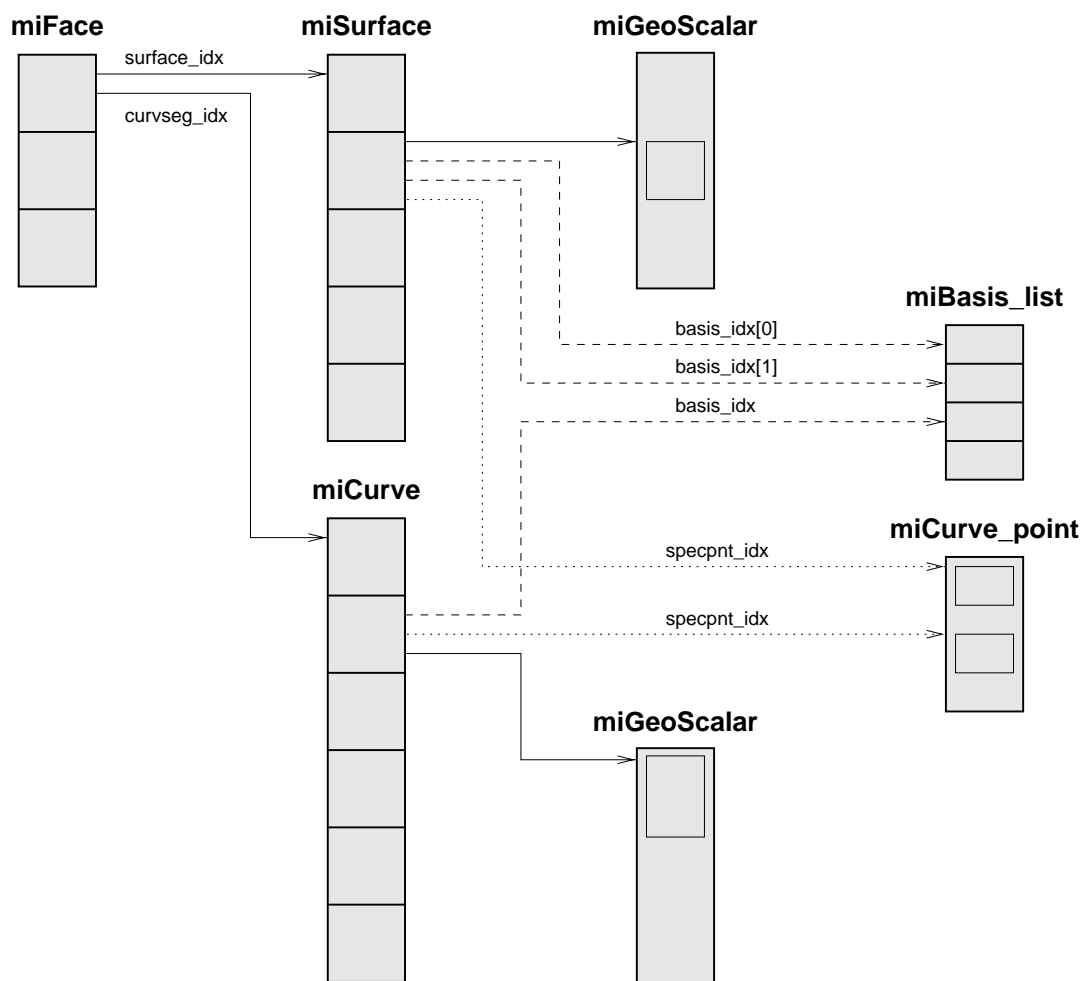 miFace
miSurface
miGeoScalar
surface_idx
curvseg_idx
miBasis_list
basis_idx[0]
basis_idx[1]
basis_idx
miCurve
miCurve_point
specpnt_idx
specpnt_idx
miGeoScalar